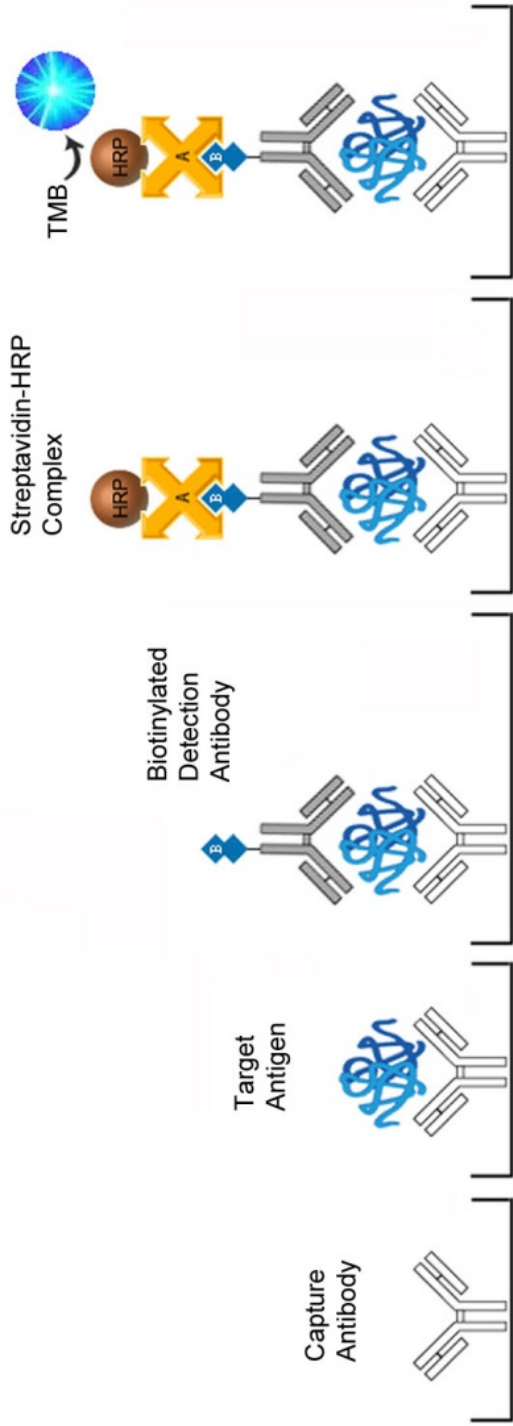 Capture
Antibody
Target
Antigen
Biotinylated
Detection
Antibody
B
Streptavidin-HRP
Complex
HRP
A
B
TMB
HRP
A
B